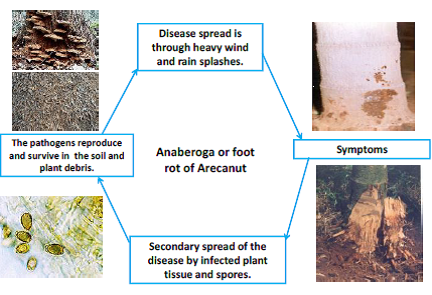 Disease spread is
through heavy wind
and rain splashes.
The pathogens reproduce
and survive in the soil and
plant debris.
Anaberoga or foot
rot of Arecanut
Symptoms
Secondary spread of the
disease by infected plant
tissue and spores.